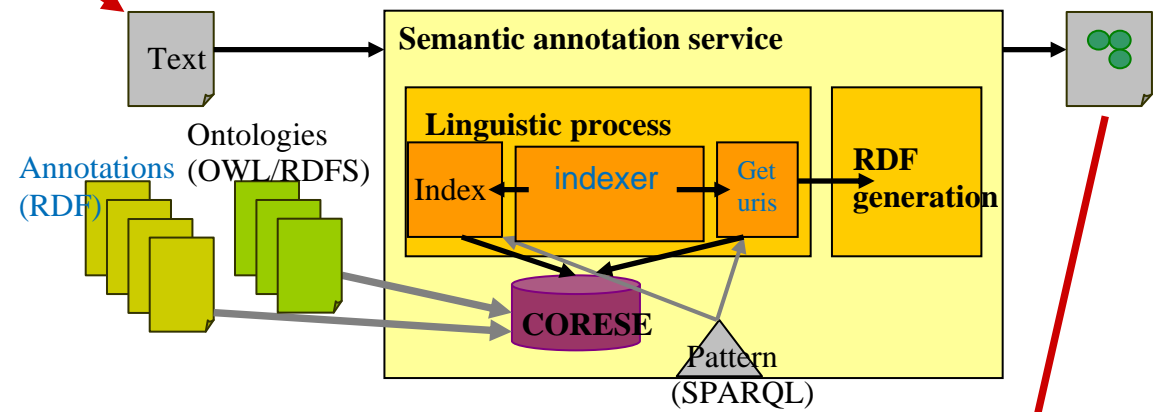 Text
Semantic annotation service
Ontologies
(OWL/RDFS)
Annotations
(RDF)
Linguistic process
Index
indexer
Get
uris
RDF
generation
CORESE
Pattern
(SPARQL)